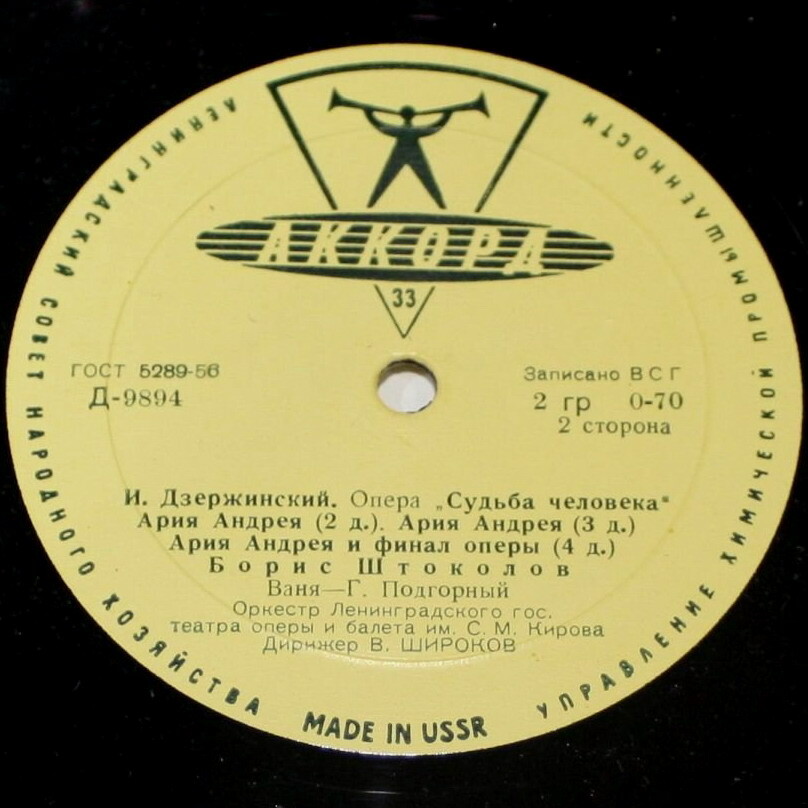 ЛЕНИНГРАДСКИЙ СОВЕТ НАРОДНОГО ХОЗЯЙСТВА
УПРАВЛЕНИЕ ХИМИЧЕСКОЙ ПРОМЫШЛЕННОСТИ
АККОРД
33
ГОСТ 5289-56
Д-9894
Записано ВСГ
2 гр 0-70
2 сторона
И. Дзержинский. Опера „Судьба человека"
Ария Андрея (2 д.). Ария Андрея (3 д.)
Ария Андрея и финал оперы (4 д.)
Борис Штоколов
Ваня—Г. Подгорный
Оркестр Ленинградского гос.
театра оперы и балета им. С. М. Кирова
Дирижер В. ШИРОКОВ
MADE IN USSR